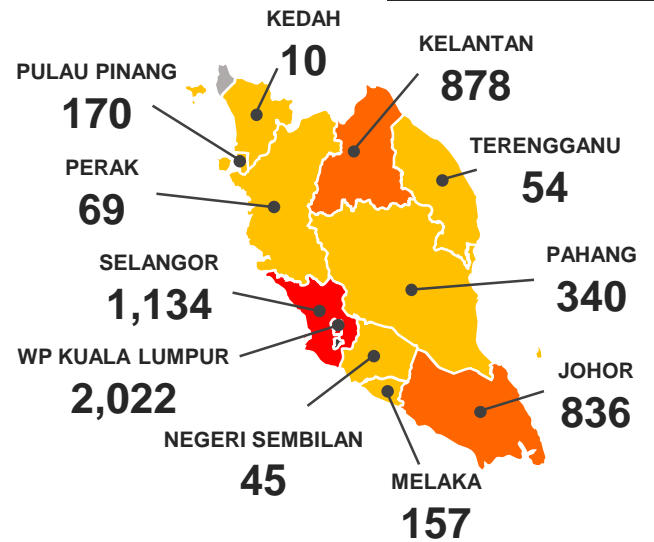 KEDAH
10
KELANTAN
878
PULAU PINANG
170
TERENGGANU
54
PERAK
69
PAHANG
340
SELANGOR
1,134
WP KUALA LUMPUR
2,022
JOHOR
836
NEGERI SEMBILAN
45
MELAKA
157